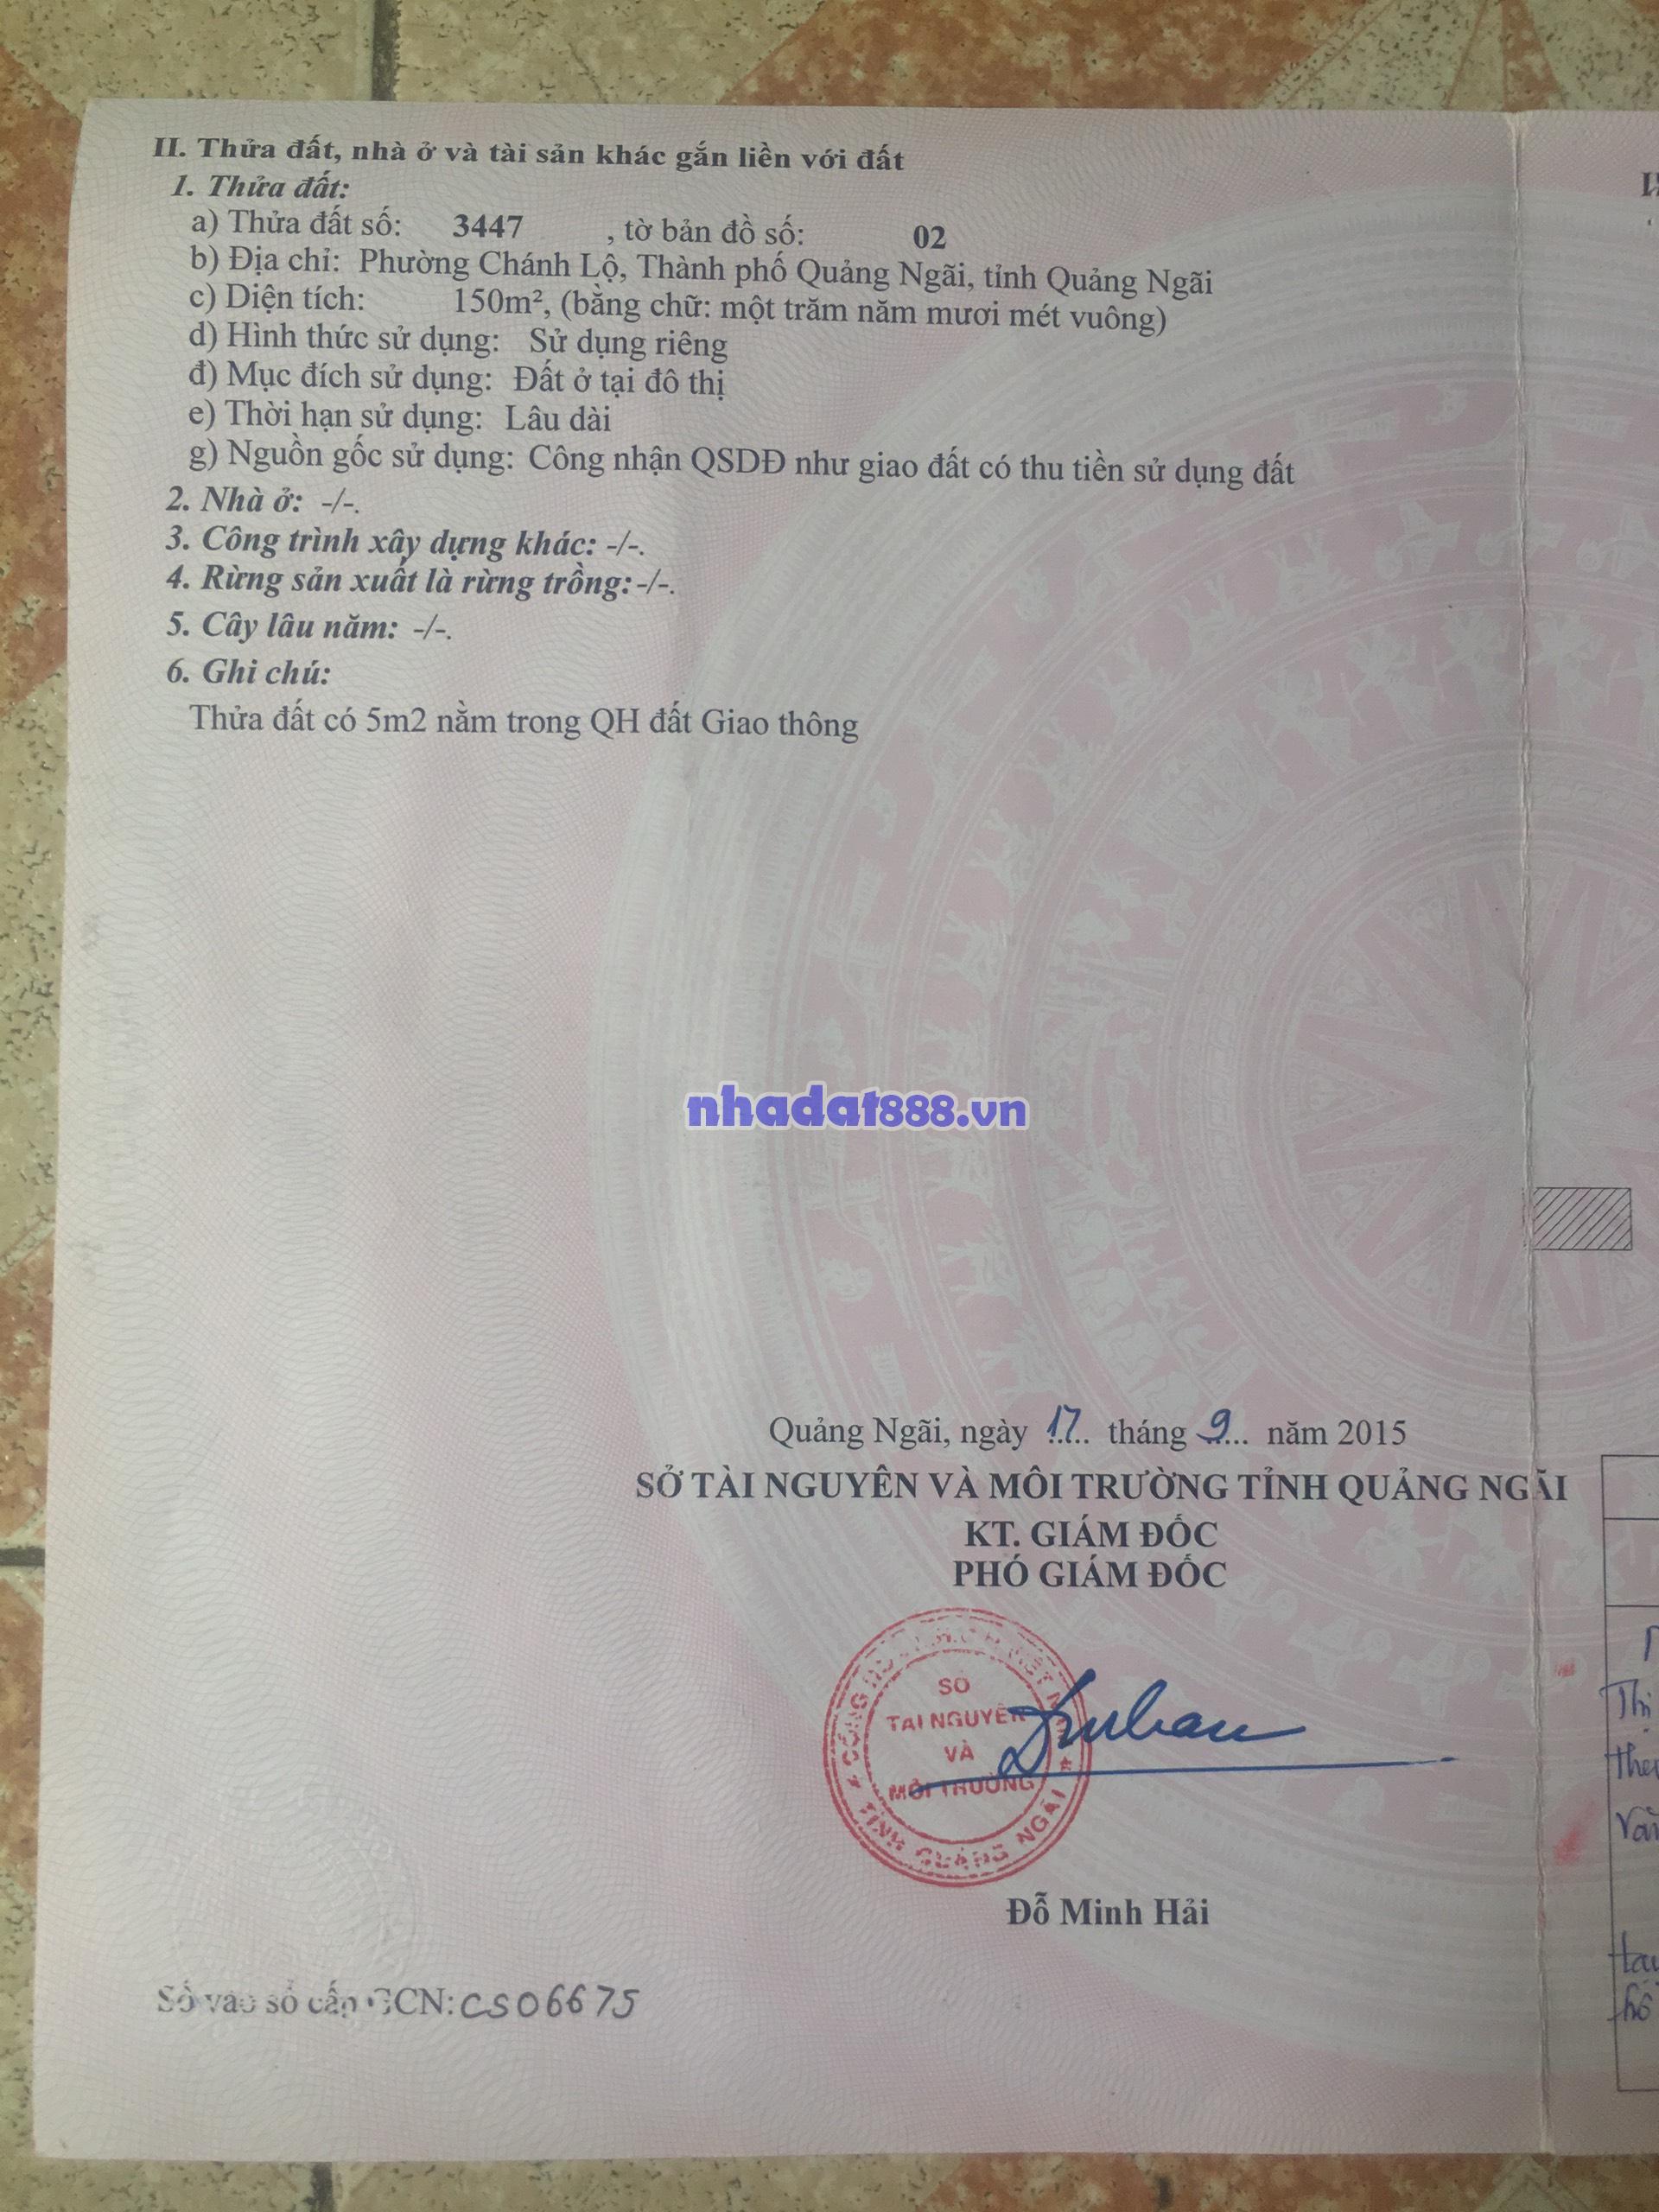 II. Thửa đất, nhà ở và tài sản khác gắn liền với đất
1. Thửa đất:
a) Thửa đất số: 3447 , tờ bản đồ số: 02
b) Địa chỉ: Phường Chánh Lộ, Thành phố Quảng Ngãi, tỉnh Quảng Ngãi
c) Diện tích: 150m², (bằng chữ: một trăm năm mươi mét vuông)
d) Hình thức sử dụng: Sử dụng riêng
đ) Mục đích sử dụng: Đất ở tại đô thị
e) Thời hạn sử dụng: Lâu dài
g) Nguồn gốc sử dụng: Công nhận QSDĐ như giao đất có thu tiền sử dụng đất
2. Nhà ở: -/-.
3. Công trình xây dựng khác: -/-.
4. Rừng sản xuất là rừng trồng: -/-.
5. Cây lâu năm: -/-.
6. Ghi chú:
Thửa đất có 5m2 nằm trong QH đất Giao thông
nhadat888.vn
Quảng Ngãi, ngày 17 tháng 9 năm 2015
SỞ TÀI NGUYÊN VÀ MÔI TRƯỜNG TỈNH QUẢNG NGÃI
KT. GIÁM ĐỐC
PHÓ GIÁM ĐỐC
SỞ
TÀI NGUYÊN
VÀ
MÔI TRƯỜNG
TỈNH QUẢNG NGÃI
Đỗ Minh Hải
Số vào sổ cấp GCN: CS06675
Thị